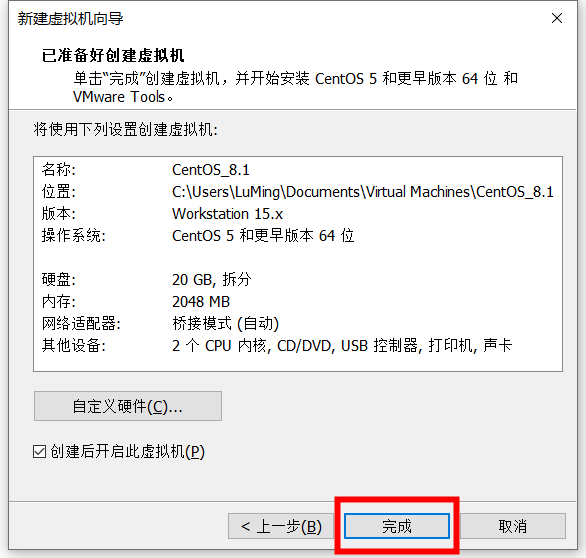 新建虚拟机向导
已准备好创建虚拟机
单击“完成”创建虚拟机，并开始安装 CentOS 5 和更早版本 64 位 和
VMware Tools。
将使用下列设置创建虚拟机:
名称: CentOS_8.1
位置: C:\Users\LuMing\Documents\Virtual Machines\CentOS_8.1
版本: Workstation 15.x
操作系统: CentOS 5 和更早版本 64 位
硬盘: 20 GB, 拆分
内存: 2048 MB
网络适配器: 桥接模式 (自动)
其他设备: 2 个 CPU 内核, CD/DVD, USB 控制器, 打印机, 声卡
自定义硬件(C)...
创建后开启此虚拟机(P)
< 上一步(B) 完成 取消